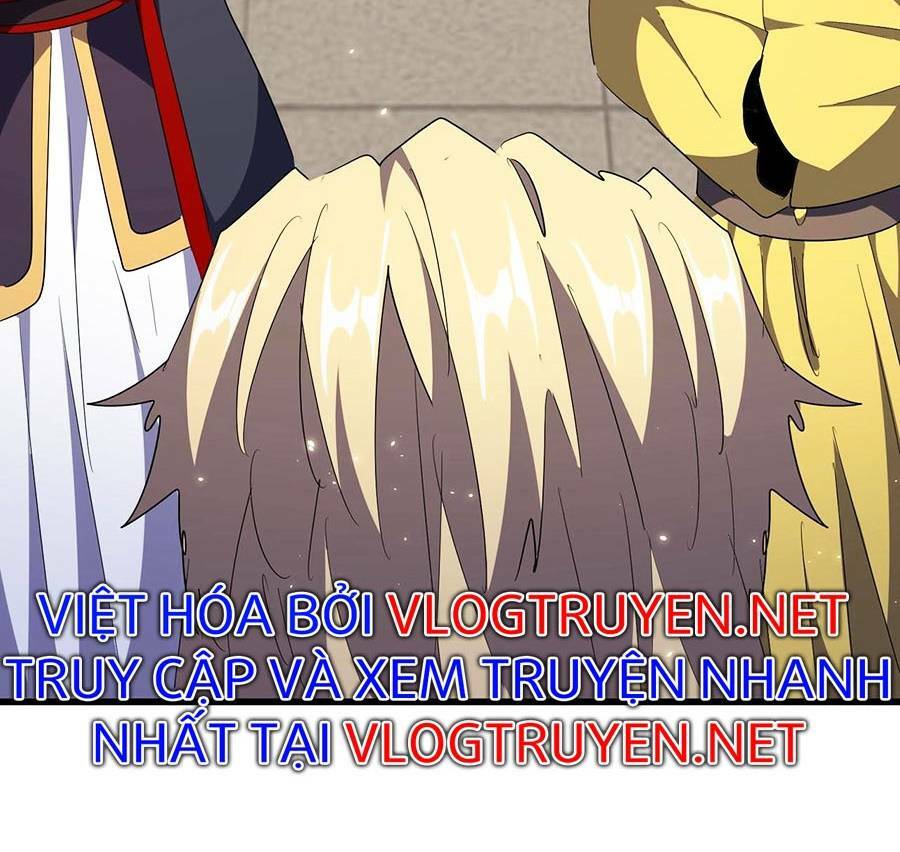 VIỆT HÓA BỞI VLOGTRUYEN.NET
TRUY CẬP VÀ XEM TRUYỆN NHANH
NHẤT TẠI VLOGTRUYEN.NET